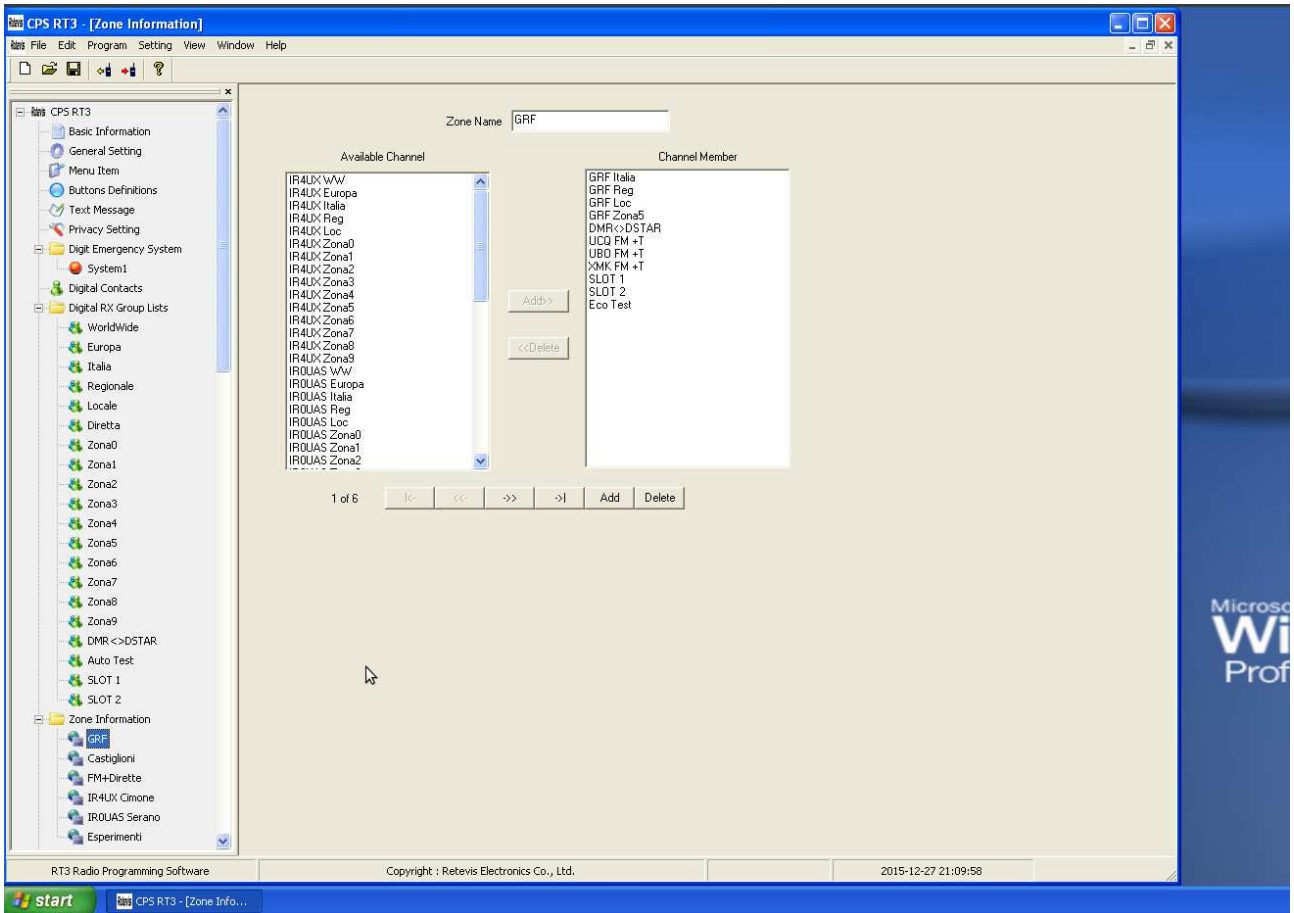 CPS RT3 - [Zone Information]
File Edit Program Setting View Window Help
CPS RT3
Basic Information
General Setting
Menu Item
Buttons Definitions
Text Message
Privacy Setting
Digit Emergency System
System1
Digital Contacts
Digital RX Group Lists
WorldWide
Europa
Italia
Regionale
Locale
Diretta
Zona0
Zona1
Zona2
Zona3
Zona4
Zona5
Zona6
Zona7
Zona8
Zona9
DMR<>DSTAR
Auto Test
SLOT 1
SLOT 2
Zone Information
GRF
Castiglioni
FM+Dirette
IR4UX Cimone
IR0UAS Serano
Esperimenti
Zone Name GRF
Available Channel
IR4UX WW
IR4UX Europa
IR4UX Italia
IR4UX Reg
IR4UX Loc
IR4UX Zona0
IR4UX Zona1
IR4UX Zona2
IR4UX Zona3
IR4UX Zona4
IR4UX Zona5
IR4UX Zona6
IR4UX Zona7
IR4UX Zona8
IR4UX Zona9
IR0UAS WW
IR0UAS Europa
IR0UAS Italia
IR0UAS Reg
IR0UAS Loc
IR0UAS Zona0
IR0UAS Zona1
IR0UAS Zona2
Add>>
<<Delete
Channel Member
GRF Italia
GRF Reg
GRF Loc
GRF Zona5
DMR<>DSTAR
UCQ FM +T
UBO FM +T
XMK FM +T
SLOT 1
SLOT 2
Eco Test
1 of 6 |<- <<- ->> ->| Add Delete
RT3 Radio Programming Software Copyright : Retevis Electronics Co., Ltd. 2015-12-27 21:09:58
start CPS RT3 - [Zone Info...
Microso
Wi
Prof